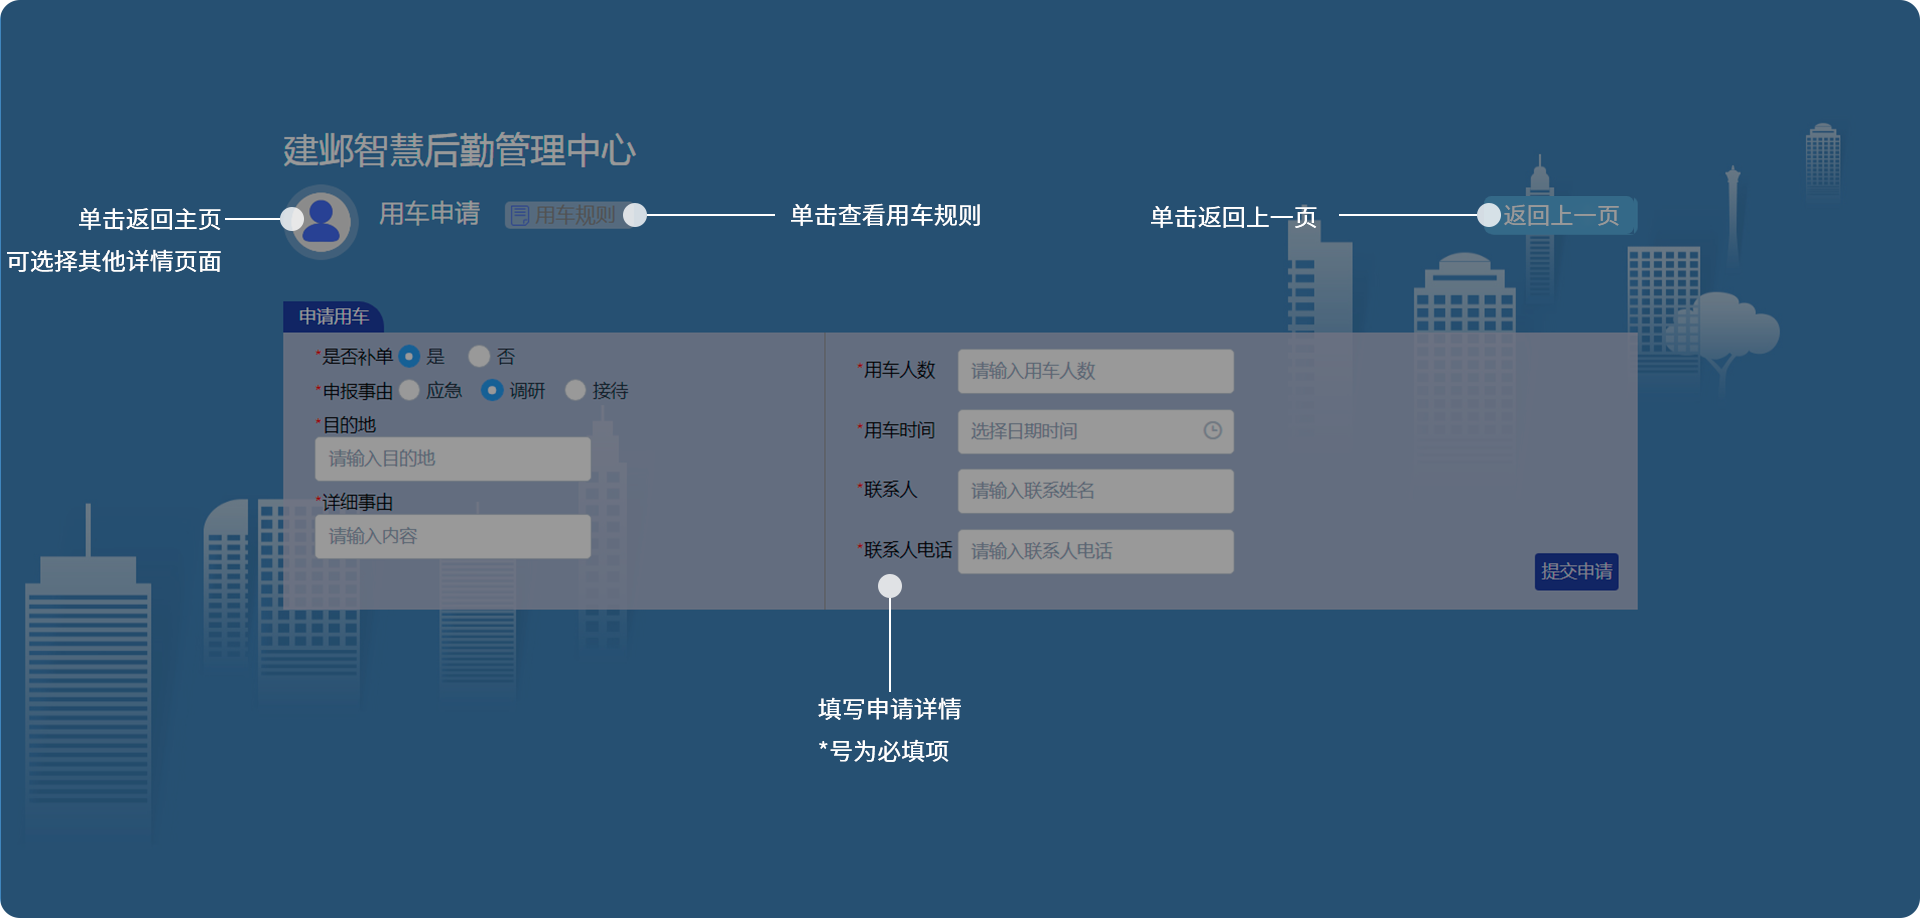 建邺智慧后勤管理中心
单击返回主页
可选择其他详情页面
用车申请
用车规则
单击查看用车规则
单击返回上一页
返回上一页
申请用车
*是否补单 是 否
*申报事由 应急 调研 接待
*目的地
请输入目的地
*详细事由
请输入内容
*用车人数 请输入用车人数
*用车时间 选择日期时间
*联系人 请输入联系姓名
*联系人电话 请输入联系人电话
提交申请
填写申请详情
*号为必填项